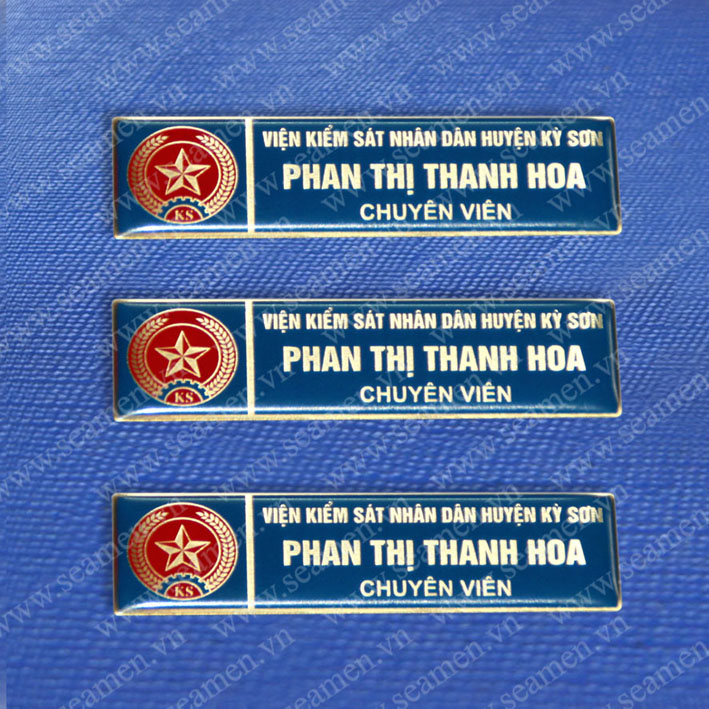 VIỆN KIỂM SÁT NHÂN DÂN HUYỆN KỲ SƠN
PHAN THỊ THANH HOA
CHUYÊN VIÊN
KS
VIỆN KIỂM SÁT NHÂN DÂN HUYỆN KỲ SƠN
PHAN THỊ THANH HOA
CHUYÊN VIÊN
KS
VIỆN KIỂM SÁT NHÂN DÂN HUYỆN KỲ SƠN
PHAN THỊ THANH HOA
CHUYÊN VIÊN
KS
www.seamen.vn